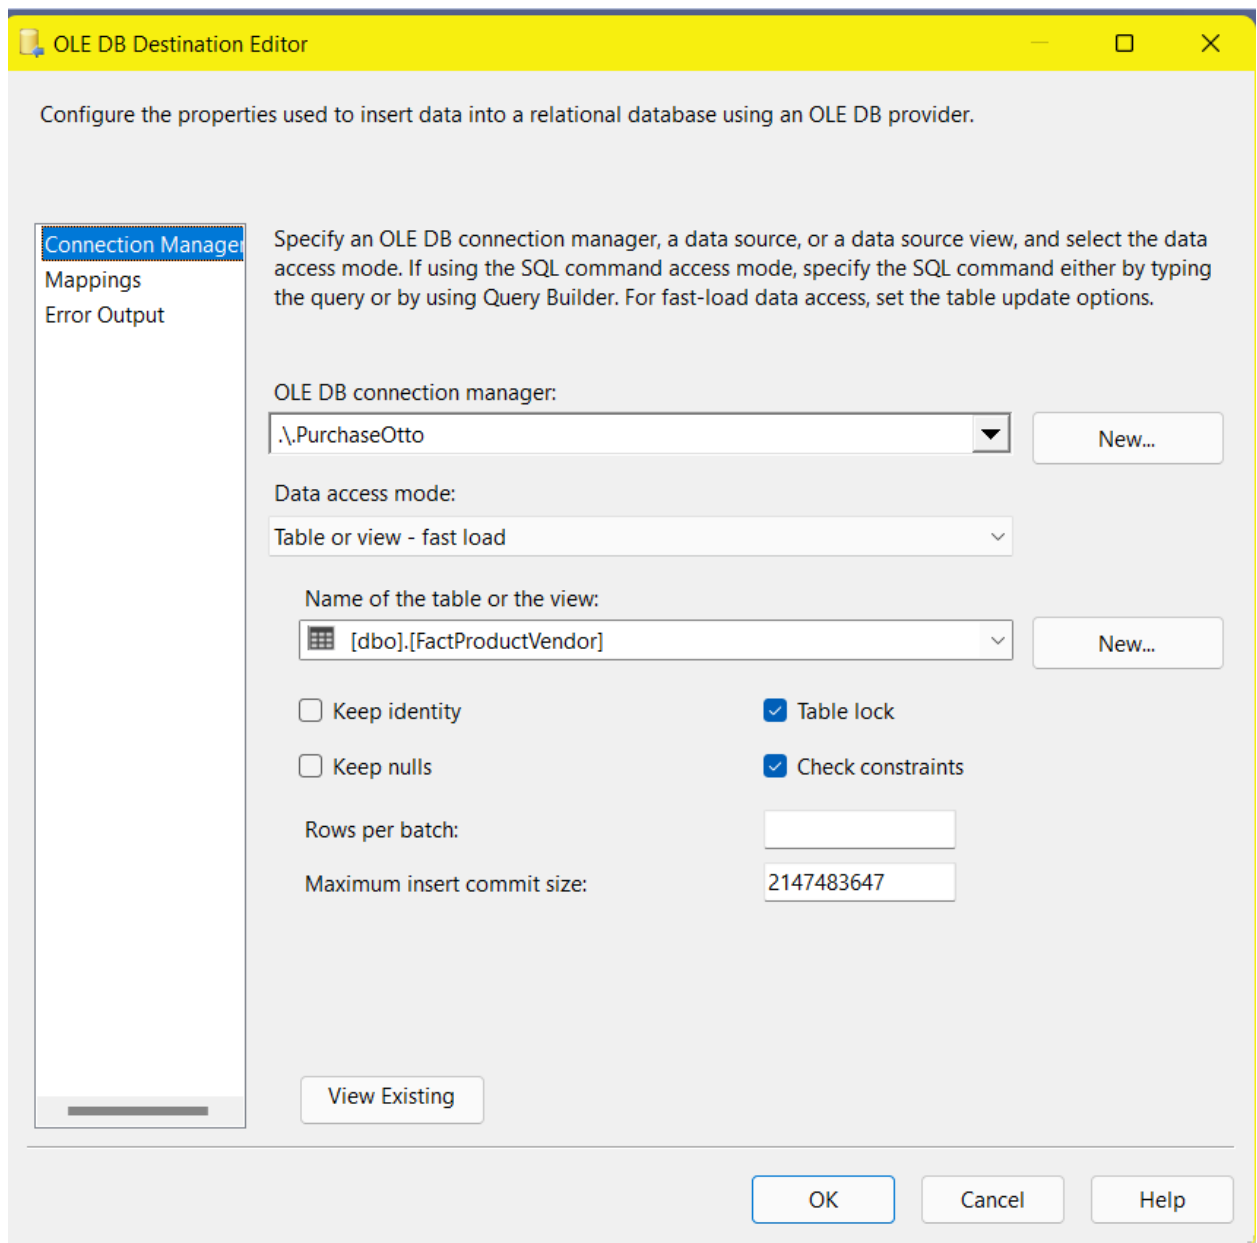 OLE DB Destination Editor
Configure the properties used to insert data into a relational database using an OLE DB provider.
Connection Manager
Mappings
Error Output
Specify an OLE DB connection manager, a data source, or a data source view, and select the data
access mode. If using the SQL command access mode, specify the SQL command either by typing
the query or by using Query Builder. For fast-load data access, set the table update options.
OLE DB connection manager:
.\.PurchaseOtto
New...
Data access mode:
Table or view - fast load
Name of the table or the view:
[dbo].[FactProductVendor]
New...
Keep identity
Table lock
Keep nulls
Check constraints
Rows per batch:
Maximum insert commit size:
2147483647
View Existing
OK
Cancel
Help